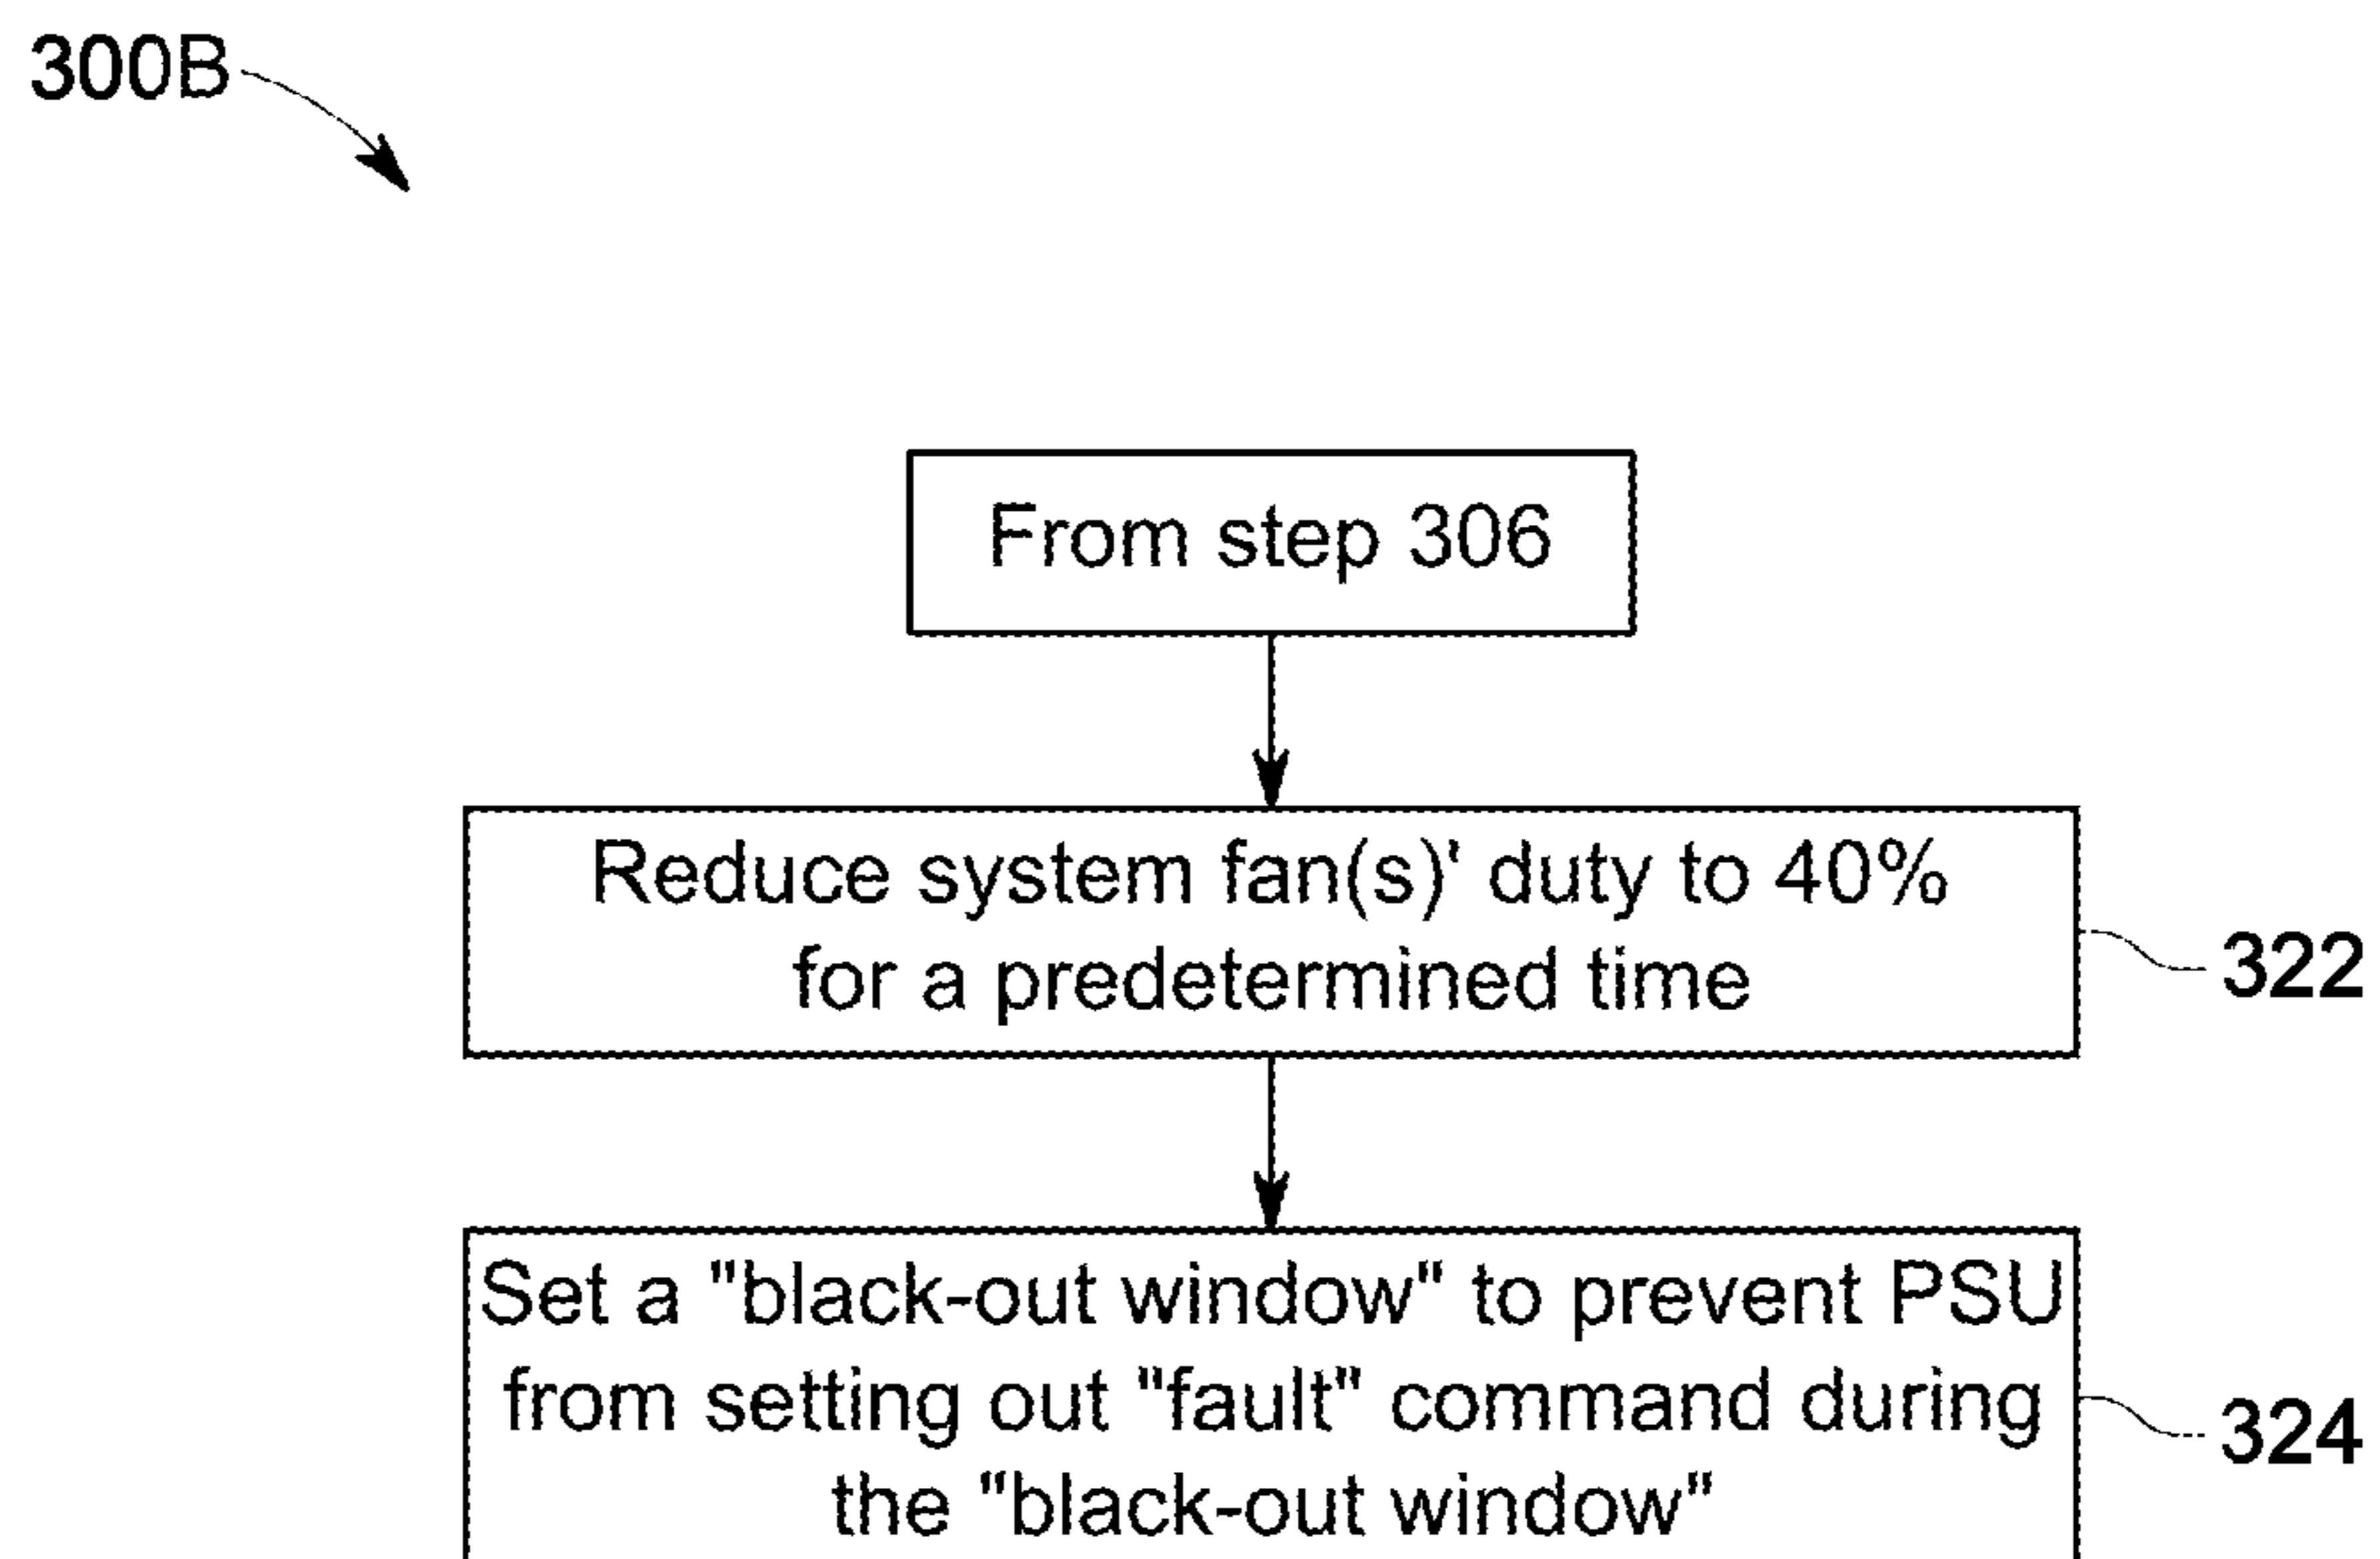 300B
From step 306
Reduce system fan(s)' duty to 40%
for a predetermined time
322
Set a "black-out window" to prevent PSU
from setting out "fault" command during
the "black-out window"
324